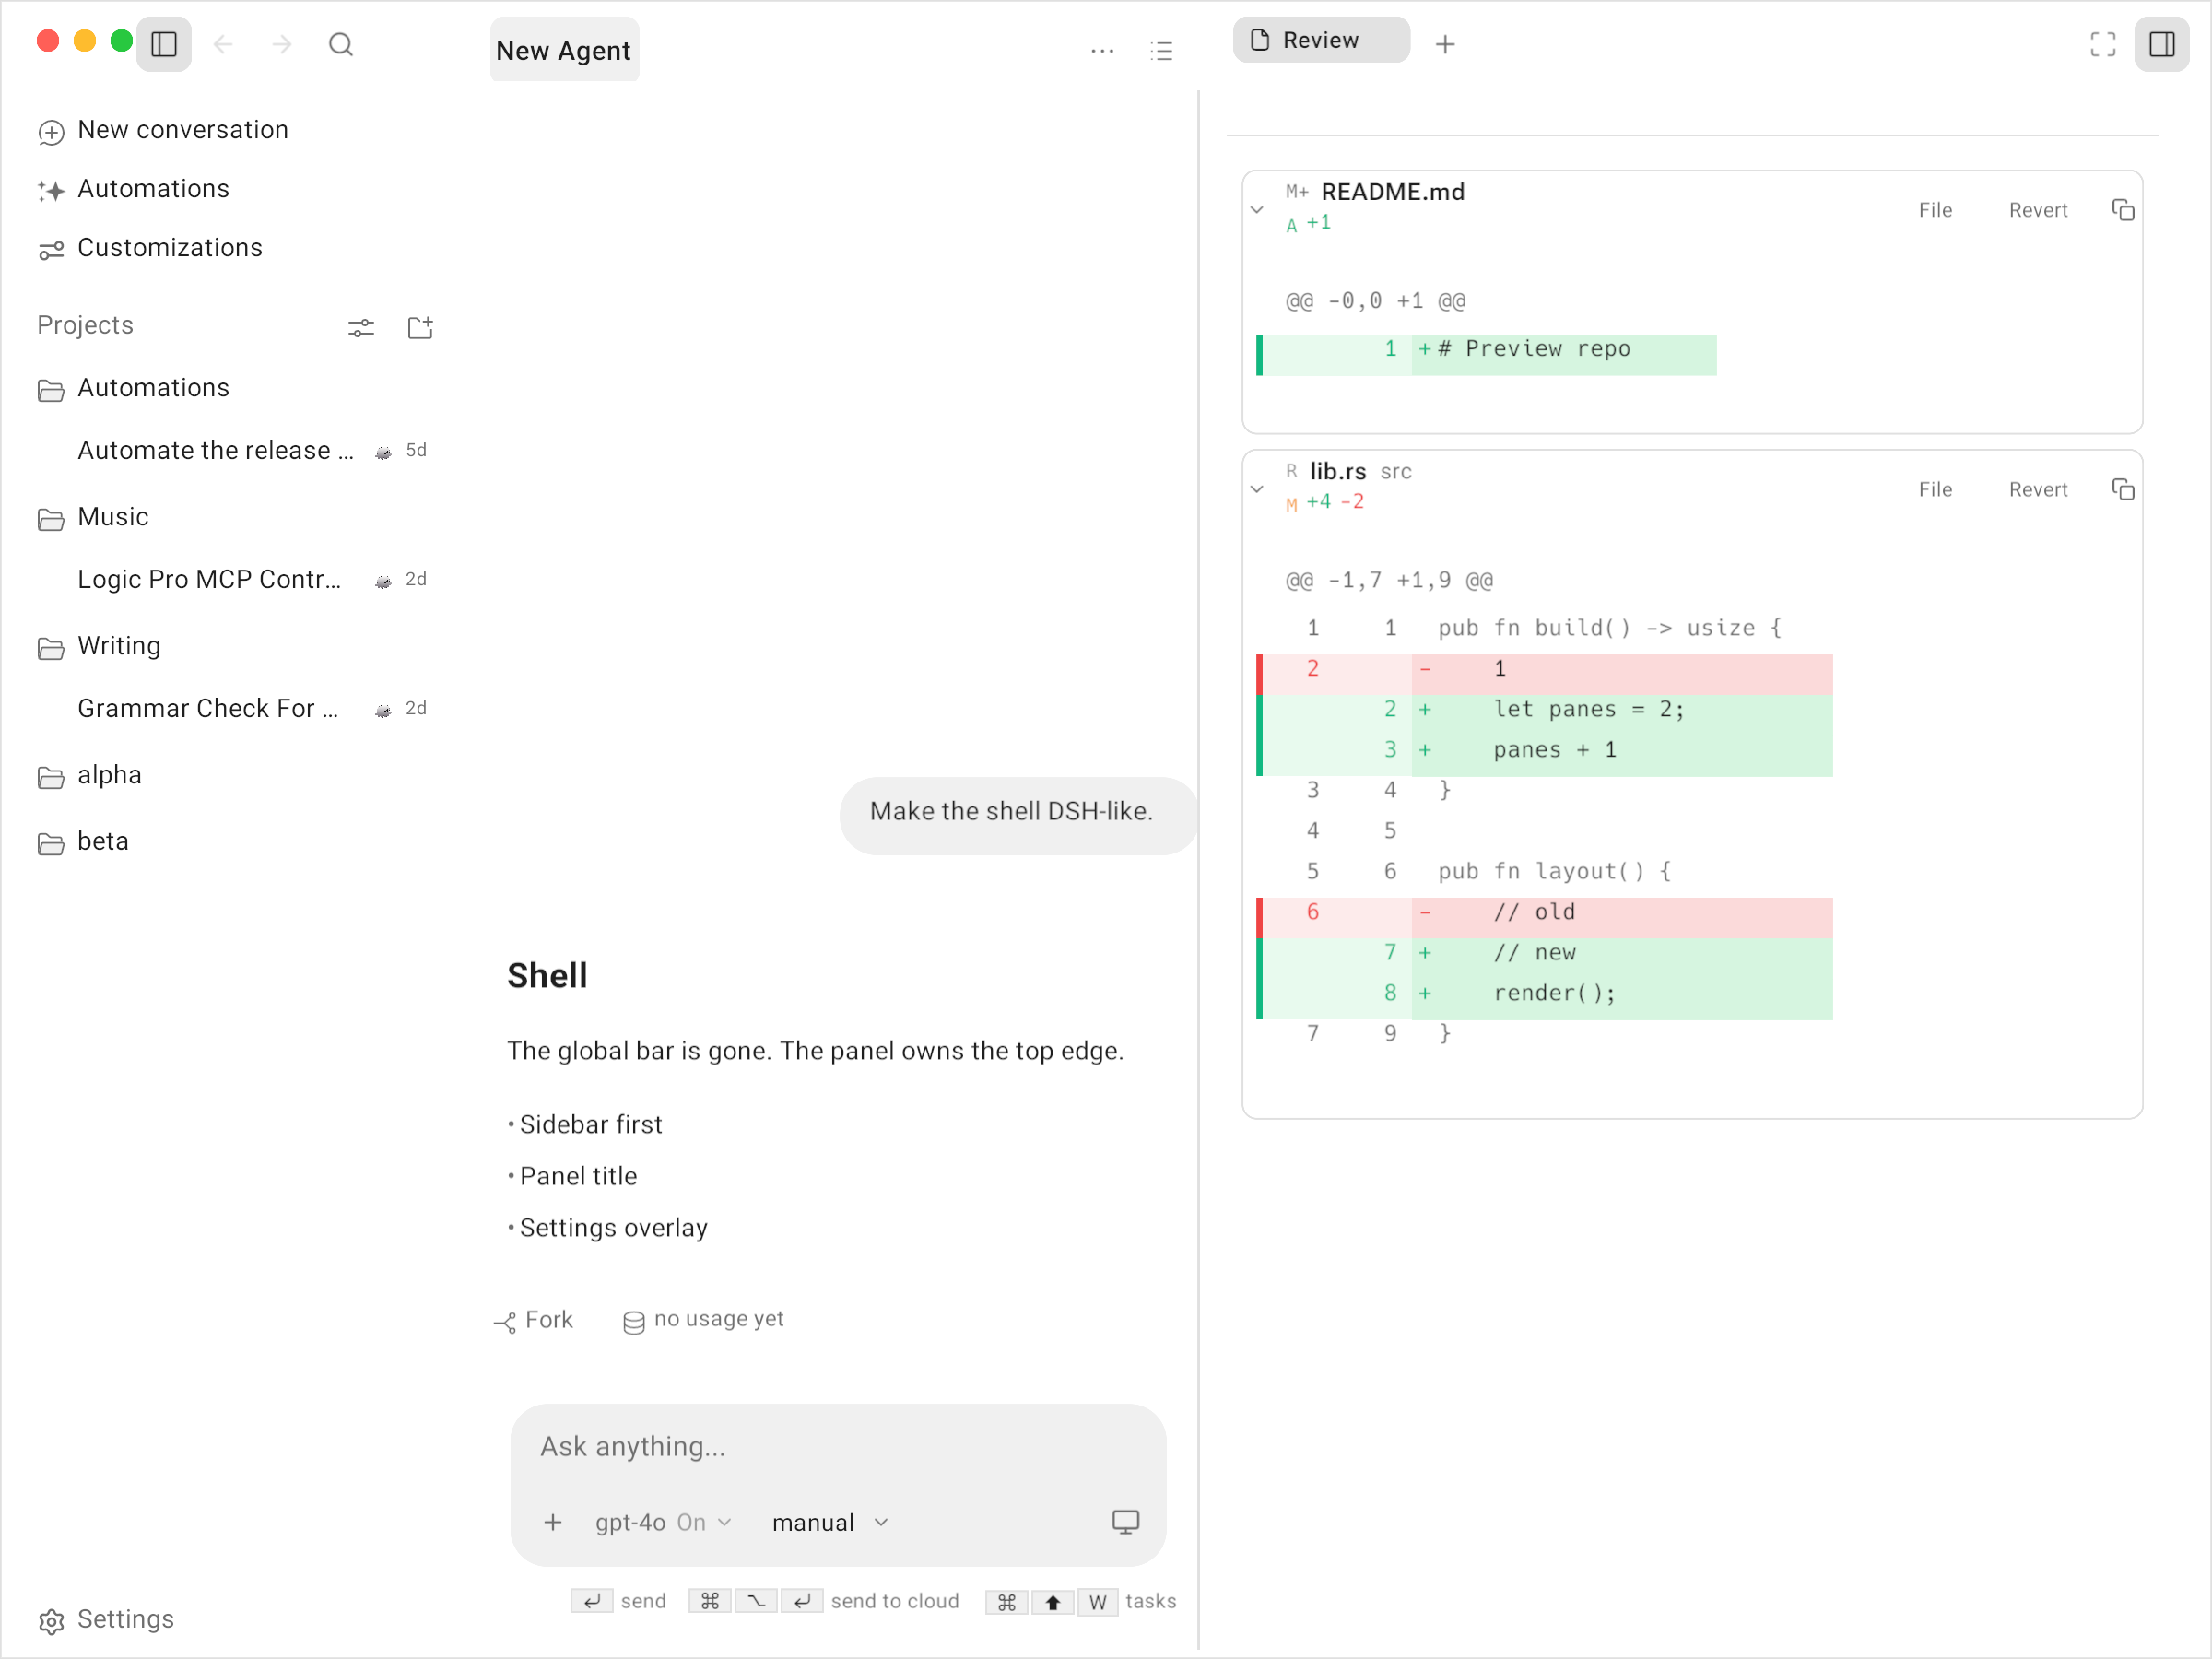 New Agent
Review
New conversation
Automations
Customizations
Projects
Automations
Automate the release ...
5d
Music
Logic Pro MCP Contr...
2d
Writing
Grammar Check For ...
2d
alpha
beta
Settings
Make the shell DSH-like.
Shell
The global bar is gone. The panel owns the top edge.
• Sidebar first
• Panel title
• Settings overlay
Fork
no usage yet
Ask anything...
gpt-4o On
manual
send
send to cloud
W tasks
M+ README.md
A +1
File Revert
@@ -0,0 +1 @@
1 +# Preview repo
R lib.rs src
M +4 -2
File Revert
@@ -1,7 +1,9 @@
1 1 pub fn build() -> usize {
2 - 1
2 + let panes = 2;
3 + panes + 1
3 4 }
4 5
5 6 pub fn layout() {
6 - // old
7 + // new
8 + render();
7 9 }